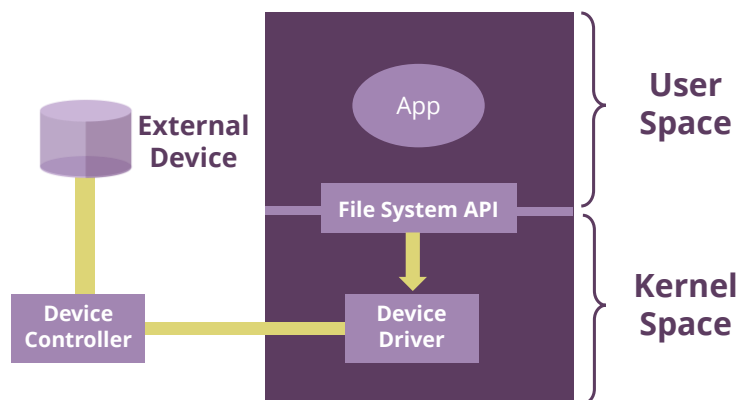 External
Device
App
User
Space
File System API
Device
Controller
Device
Driver
Kernel
Space